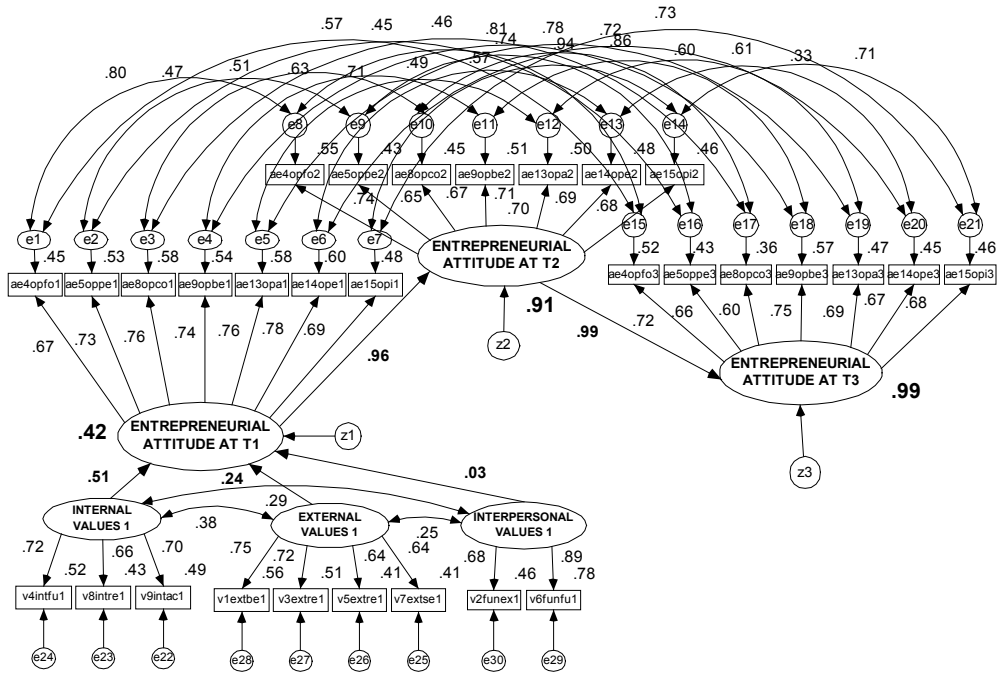 .73
.57 .45 .46 .81 .78 .72
.74 .94 .86
.80 .47 .51 .63 .49 .71 .57 .60 .61 .33 .71
e8 e9 e10 e11 e12 e13 e14
.55 .43 .45 .51 .50 .48 .46
ae4opfo2 ae5oppe2 ae8opco2 ae9opbe2 ae13opa2 ae14ope2 ae15opi2
.74 .65 .67 .71 .70 .69 .68
e1 e2 e3 e4 e5 e6 e7
e15 e16 e17 e18 e19 e20 e21
.45 .53 .58 .54 .58 .60 .48
.52 .43 .36 .57 .47 .45 .46
ae4opfo1 ae5oppe1 ae8opco1 ae9opbe1 ae13opa1 ae14ope1 ae15opi1
ae4opfo3 ae5oppe3 ae8opco3 ae9opbe3 ae13opa3 ae14ope3 ae15opi3
ENTREPRENEURIAL
ATTITUDE AT T2
.91
z2
.67 .73 .76 .74 .76 .78 .69
.96
.99
.72 .66 .60 .75 .69 .67 .68
ENTREPRENEURIAL
ATTITUDE AT T3
.99
z3
.42
ENTREPRENEURIAL
ATTITUDE AT T1
z1
.51 .24 .03
.29
.38
.25
INTERNAL
VALUES 1
EXTERNAL
VALUES 1
INTERPERSONAL
VALUES 1
.72 .66 .70
.75 .72 .64 .64
.68 .89
.52 .43 .49
.56 .51 .41 .41
.46 .78
v4intfu1 v8intre1 v9intac1
v1extbe1 v3extre1 v5extre1 v7extse1
v2funex1 v6funfu1
e24 e23 e22 e28 e27 e26 e25 e30 e29